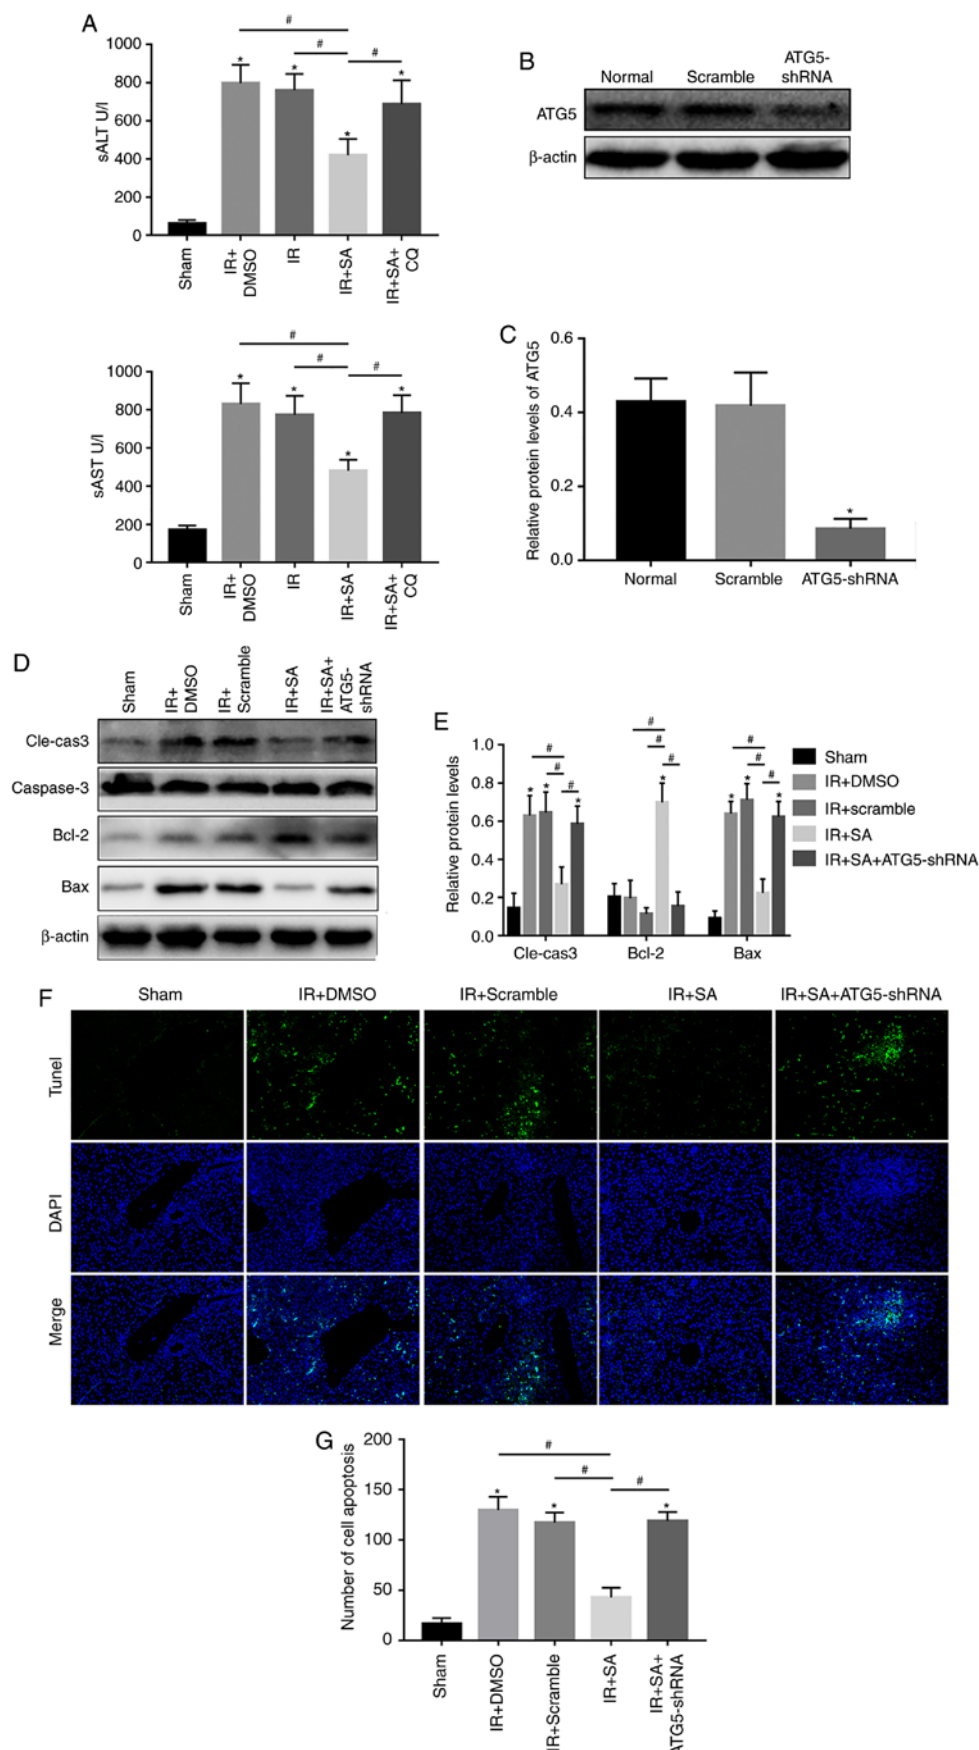 A
#
#
#
1000
800
600
400
200
0
sALT U/l
*
*
*
*
Sham
IR+
DMSO
IR
IR+SA
IR+SA+
CQ
#
#
#
1000
800
600
400
200
0
sAST U/l
*
*
*
*
Sham
IR+
DMSO
IR
IR+SA
IR+SA+
CQ
B
Normal
Scramble
ATG5-
shRNA
ATG5
β-actin
C
Relative protein levels of ATG5
0.6
0.4
0.2
0.0
*
Normal
Scramble
ATG5-shRNA
D
Sham
IR+
DMSO
IR+
Scramble
IR+SA
IR+SA+
ATG5-
shRNA
Cle-cas3
Caspase-3
Bcl-2
Bax
β-actin
E
Relative protein levels
1.0
0.8
0.6
0.4
0.2
0.0
#
#
#
* * *
#
#
#
*
#
#
#
* * *
Cle-cas3
Bcl-2
Bax
Sham
IR+DMSO
IR+scramble
IR+SA
IR+SA+ATG5-shRNA
F
Sham
IR+DMSO
IR+Scramble
IR+SA
IR+SA+ATG5-shRNA
Tunel
DAPI
Merge
G
Number of cell apoptosis
200
150
100
50
0
#
#
#
*
*
*
Sham
IR+DMSO
IR+Scramble
IR+SA
IR+SA+
ATG5-shRNA